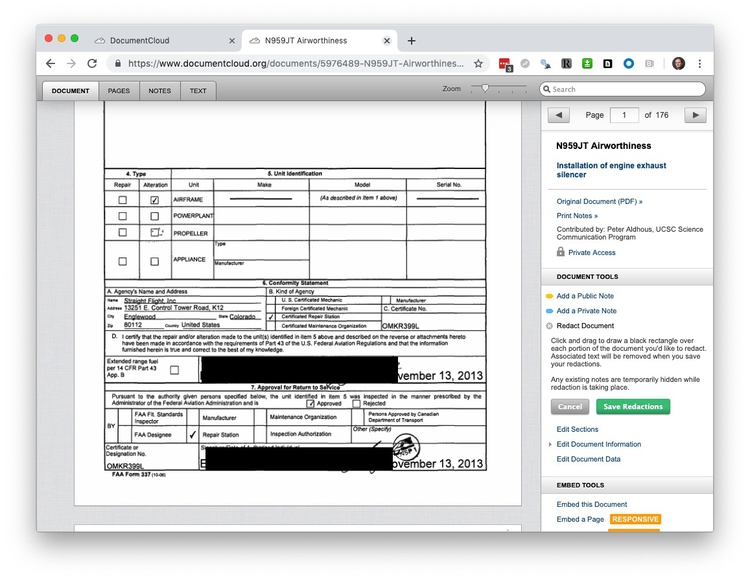 DocumentCloud
N959JT Airworthiness
https://www.documentcloud.org/documents/5976489-N959JT-Airworthines...
3
DOCUMENT PAGES NOTES TEXT
Zoom
Search
Page 1 of 176
N959JT Airworthiness
Installation of engine exhaust
silencer
Original Document (PDF) »
Print Notes »
Contributed by: Peter Aldhous, UCSC Science
Communication Program
Private Access
DOCUMENT TOOLS
Add a Public Note
Add a Private Note
Redact Document
Click and drag to draw a black rectangle over
each portion of the document you'd like to redact.
Associated text will be removed when you save
your redactions.
Any existing notes are temporarily hidden while
redaction is taking place.
Cancel Save Redactions
Edit Sections
Edit Document Information
Edit Document Data
EMBED TOOLS
Embed this Document
Embed a Page RESPONSIVE
4. Type 5. Unit Identification
Repair Alteration Unit Make Model Serial No.
AIRFRAME (As described in item 1 above)
POWERPLANT
PROPELLER
Type
APPLIANCE
Manufacturer
6. Conformity Statement
A. Agency's Name and Address B. Kind of Agency
Name Straight Flight, Inc U. S. Certificated Mechanic Manufacturer
Address 13251 E. Control Tower Road, K12 Foreign Certificated Mechanic C. Certificate No.
City Englewood State Colorado Certificated Repair Station
Zip 80112 Country United States Certificated Maintenance Organization OMKR399L
D. I certify that the repair and/or alteration made to the unit(s) identified in item 5 above and described on the reverse or attachments hereto
have been made in accordance with the requirements of Part 43 of the U.S. Federal Aviation Regulations and that the information
furnished herein is true and correct to the best of my knowledge.
Extended range fuel
per 14 CFR Part 43
App. B
vember 13, 2013
7. Approval for Return to Service
Pursuant to the authority given persons specified below, the unit identified in item 5 was inspected in the manner prescribed by the
Administrator of the Federal Aviation Administration and is Approved Rejected
BY FAA Flt. Standards
Inspector Manufacturer Maintenance Organization Persons Approved by Canadian
Department of Transport
FAA Designee Repair Station Inspection Authorization Other (Specify)
Certificate or
Designation No.
OMKR399L
ovember 13, 2013
FAA Form 337 (10-06)